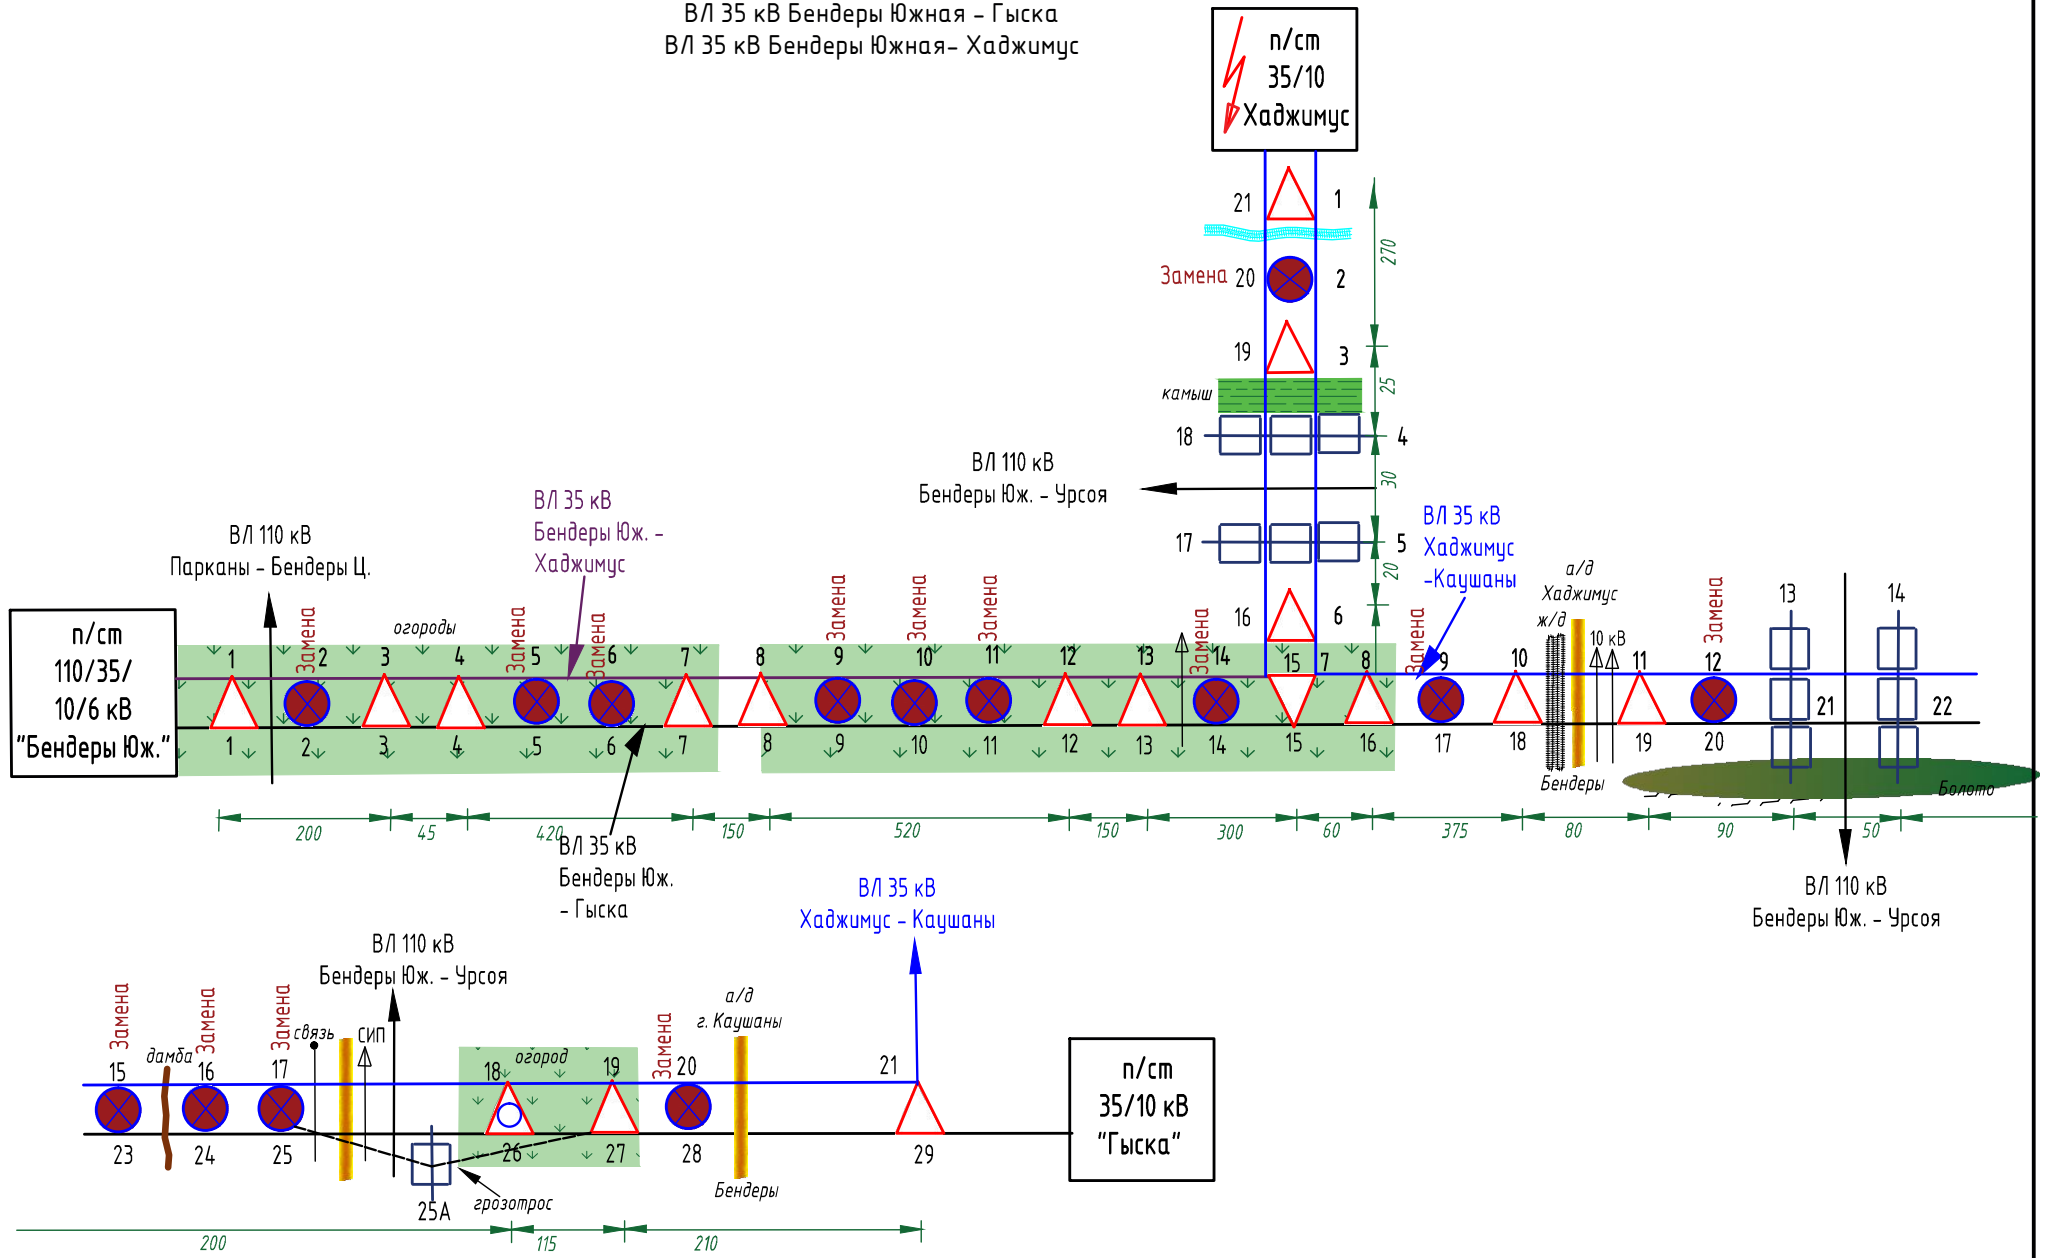 ВЛ 35 кВ Бендеры Южная – Гыска
ВЛ 35 кВ Бендеры Южная– Хаджимус
п/ст
35/10
Хаджимус
21
1
270
Замена
20
2
19
3
25
камыш
18
4
30
ВЛ 110 кВ
Бендеры Юж. – Урсоя
17
5
20
16
6
ВЛ 35 кВ
Бендеры Юж. –
Хаджимус
ВЛ 110 кВ
Парканы – Бендеры Ц.
ВЛ 35 кВ
Хаджимус
–Каушаны
а/д
Хаджимус
ж/д
10 кВ
13
14
п/ст
110/35/
10/6 кВ
"Бендеры Юж."
огороды
Замена
Замена
Замена
Замена
Замена
Замена
Замена
Замена
Замена
1 2 3 4 5 6 7 8 9 10 11 12 13 14 15 7 8 9 10 11 12
21
22
1 2 3 4 5 6 7 8 9 10 11 12 13 14 15 16 17 18 19 20
Бендеры
Болото
200 45 420 150 520 150 300 60 375 80 90 50
ВЛ 35 кВ
Бендеры Юж.
– Гыска
ВЛ 35 кВ
Хаджимус – Каушаны
ВЛ 110 кВ
Бендеры Юж. – Урсоя
ВЛ 110 кВ
Бендеры Юж. – Урсоя
Замена
Замена
Замена
Замена
дамба
связь
СИП
огород
а/д
г. Каушаны
15 16 17 18 19 20 21
п/ст
35/10 кВ
"Гыска"
23 24 25 26 27 28 29
25А
грозотрос
Бендеры
200 115 210